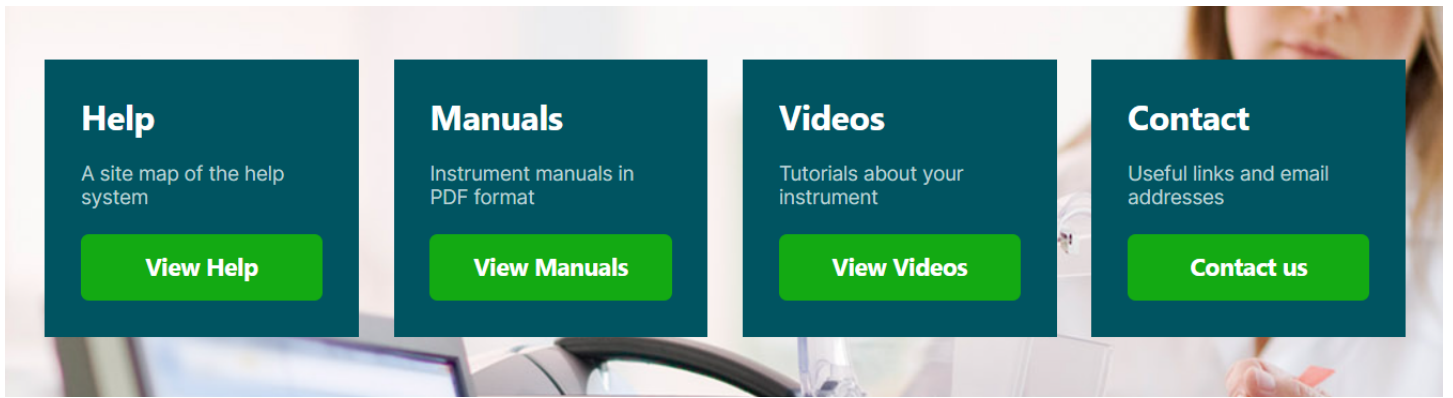 Help
A site map of the help
system
View Help
Manuals
Instrument manuals in
PDF format
View Manuals
Videos
Tutorials about your
instrument
View Videos
Contact
Useful links and email
addresses
Contact us